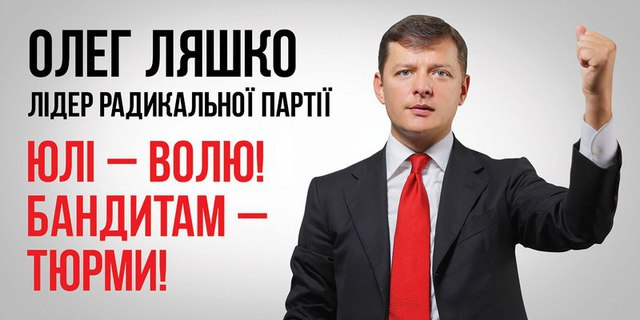 ОЛЕГ ЛЯШКО
ЛІДЕР РАДИКАЛЬНОЇ ПАРТІЇ
ЮЛІ – ВОЛЮ!
БАНДИТАМ –
ТЮРМИ!